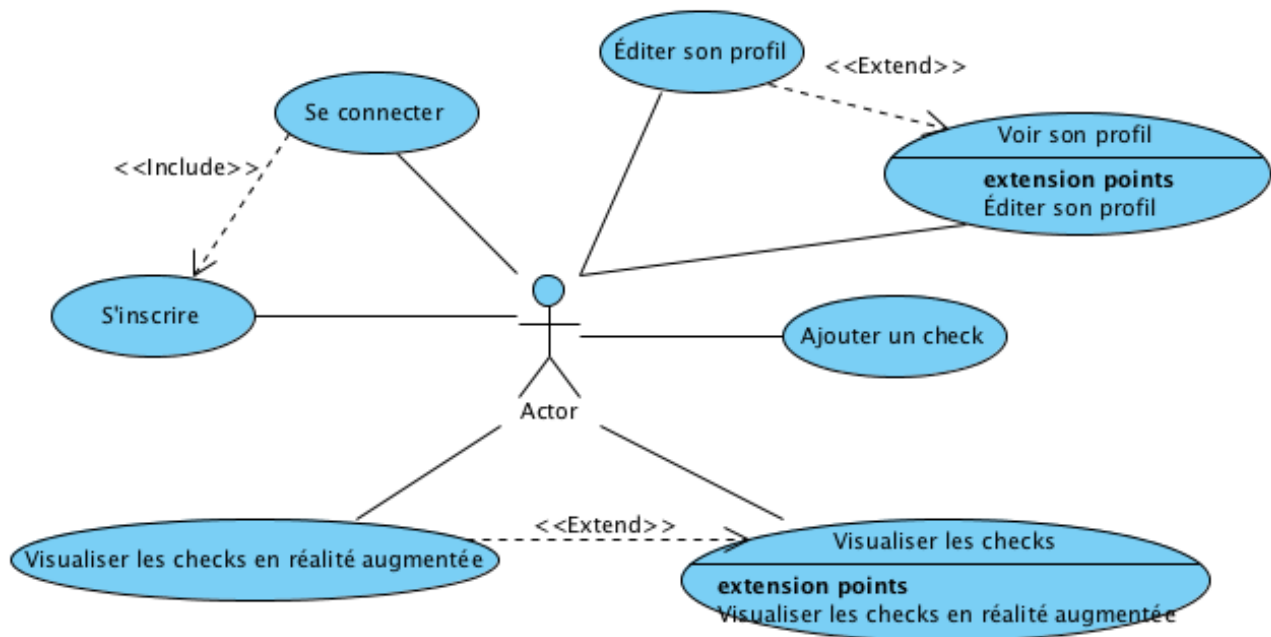 Éditer son profil
<<Extend>>
Se connecter
Voir son profil
extension points
Éditer son profil
<<Include>>
S'inscrire
Ajouter un check
Actor
<<Extend>>
Visualiser les checks en réalité augmentée
Visualiser les checks
extension points
Visualiser les checks en réalité augmentée